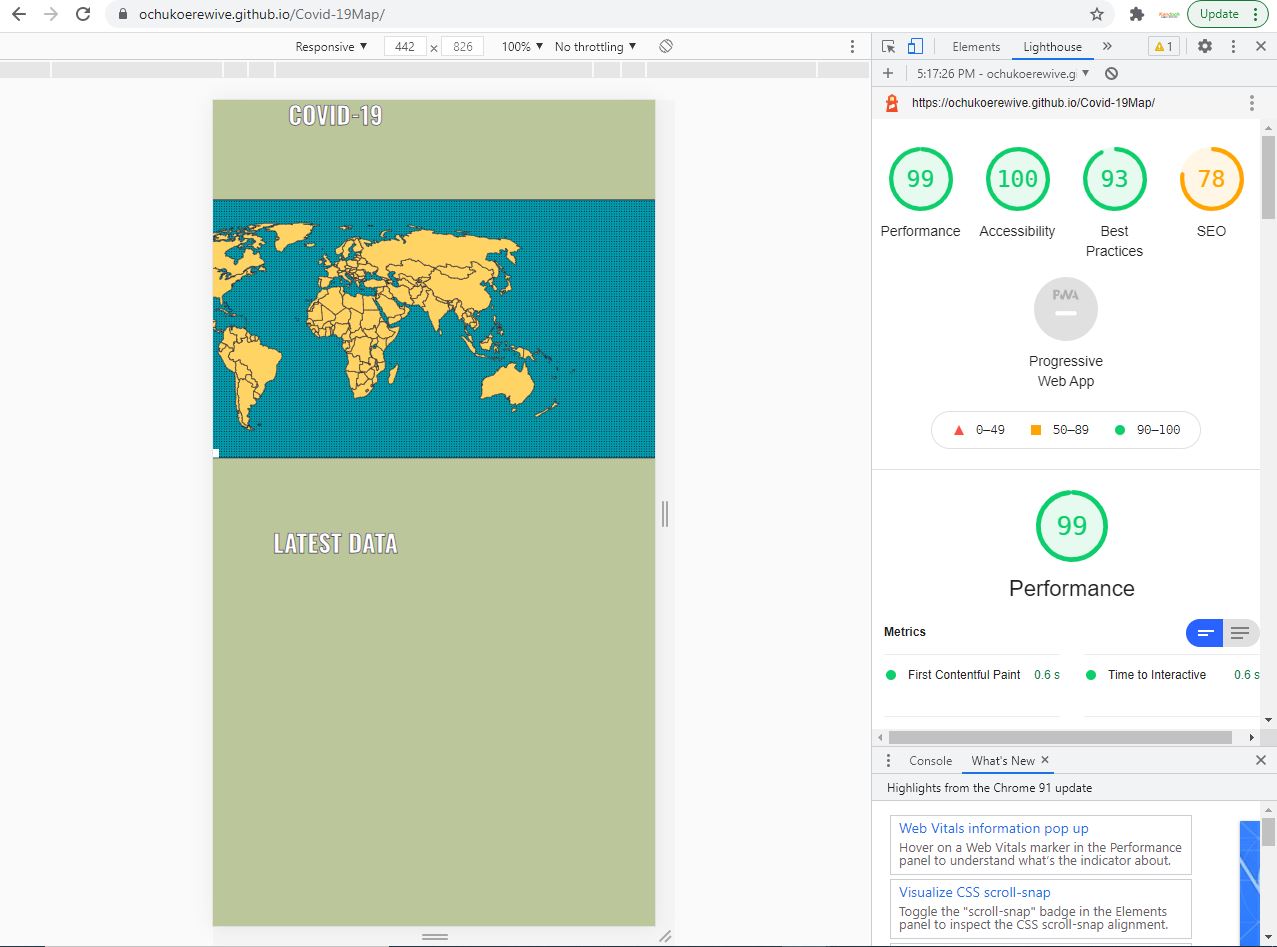 ochukoerewive.github.io/Covid-19Map/
Update
Responsive ▼ 442 × 826 100% ▼ No throttling ▼
Elements Lighthouse » 1
5:17:26 PM - ochukoerewive.g
https://ochukoerewive.github.io/Covid-19Map/
COVID-19
LATEST DATA
99 100 93 78
Performance Accessibility Best Practices SEO
PWA
Progressive
Web App
0–49 50–89 90–100
99
Performance
Metrics
First Contentful Paint 0.6 s Time to Interactive 0.6 s
Console What's New ×
Highlights from the Chrome 91 update
Web Vitals information pop up
Hover on a Web Vitals marker in the Performance
panel to understand what's the indicator about.
Visualize CSS scroll-snap
Toggle the "scroll-snap" badge in the Elements
panel to inspect the CSS scroll-snap alignment.